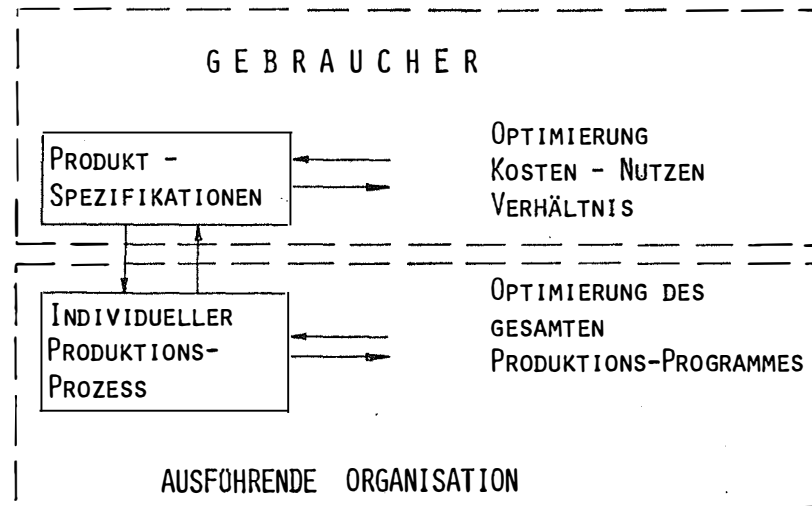 GEBRAUCHER
PRODUKT -
SPEZIFIKATIONEN
OPTIMIERUNG
KOSTEN - NUTZEN
VERHÄLTNIS
INDIVIDUELLER
PRODUKTIONS-
PROZESS
OPTIMIERUNG DES
GESAMTEN
PRODUKTIONS-PROGRAMMES
AUSFÜHRENDE ORGANISATION